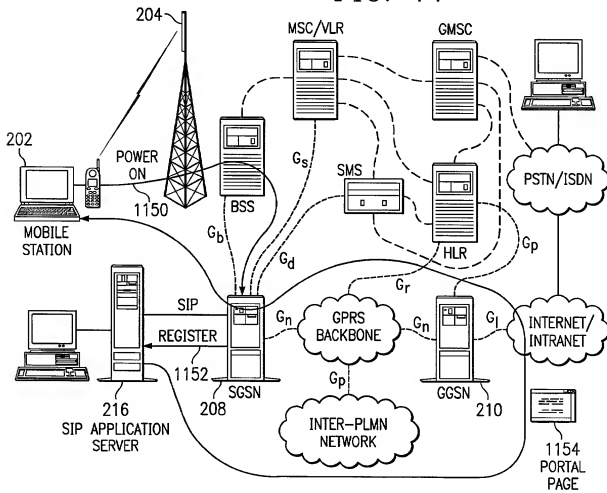 FIG. 11
204
MSC/VLR
GMSC
202
POWER
ON
1150
BSS
Gs
SMS
PSTN/ISDN
MOBILE
STATION
Gb
Gd
HLR
Gp
Gr
SIP
Gn
GPRS
BACKBONE
Gn
GI
INTERNET/
INTRANET
REGISTER
1152
Gp
216
SIP APPLICATION
SERVER
208
SGSN
INTER-PLMN
NETWORK
GGSN
210
1154
PORTAL
PAGE